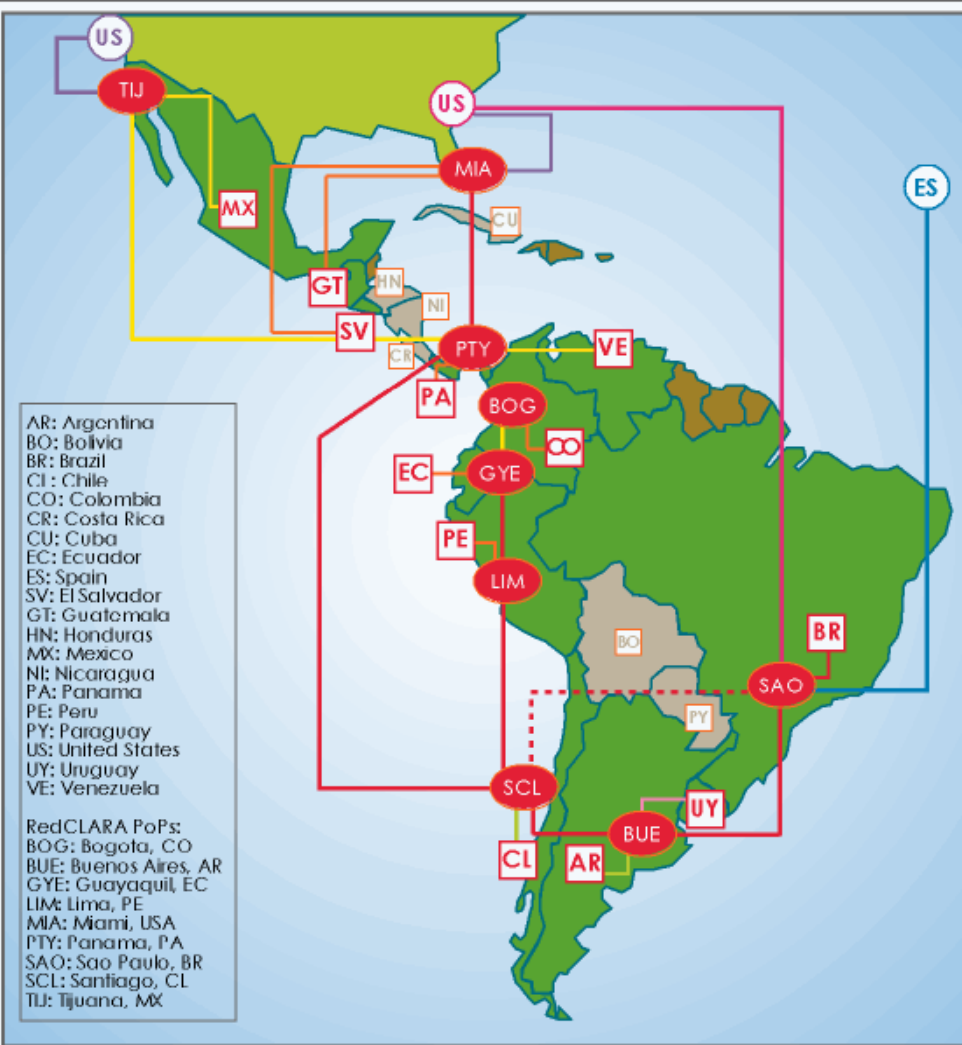 US
TIJ
US
MIA
ES
MX
CU
GT
HN
NI
SV
CR
PTY
VE
PA
BOG
CO
EC
GYE
PE
LIM
BO
BR
SAO
PY
SCL
UY
BUE
CL
AR
AR: Argentina
BO: Bolivia
BR: Brazil
CL: Chile
CO: Colombia
CR: Costa Rica
CU: Cuba
EC: Ecuador
ES: Spain
SV: El Salvador
GT: Guatemala
HN: Honduras
MX: Mexico
NI: Nicaragua
PA: Panama
PE: Peru
PY: Paraguay
US: United States
UY: Uruguay
VE: Venezuela
RedCLARA PoPs:
BOG: Bogota, CO
BUE: Buenos Aires, AR
GYE: Guayaquil, EC
LIM: Lima, PE
MIA: Miami, USA
PTY: Panama, PA
SAO: Sao Paulo, BR
SCL: Santiago, CL
TIJ: Tijuana, MX